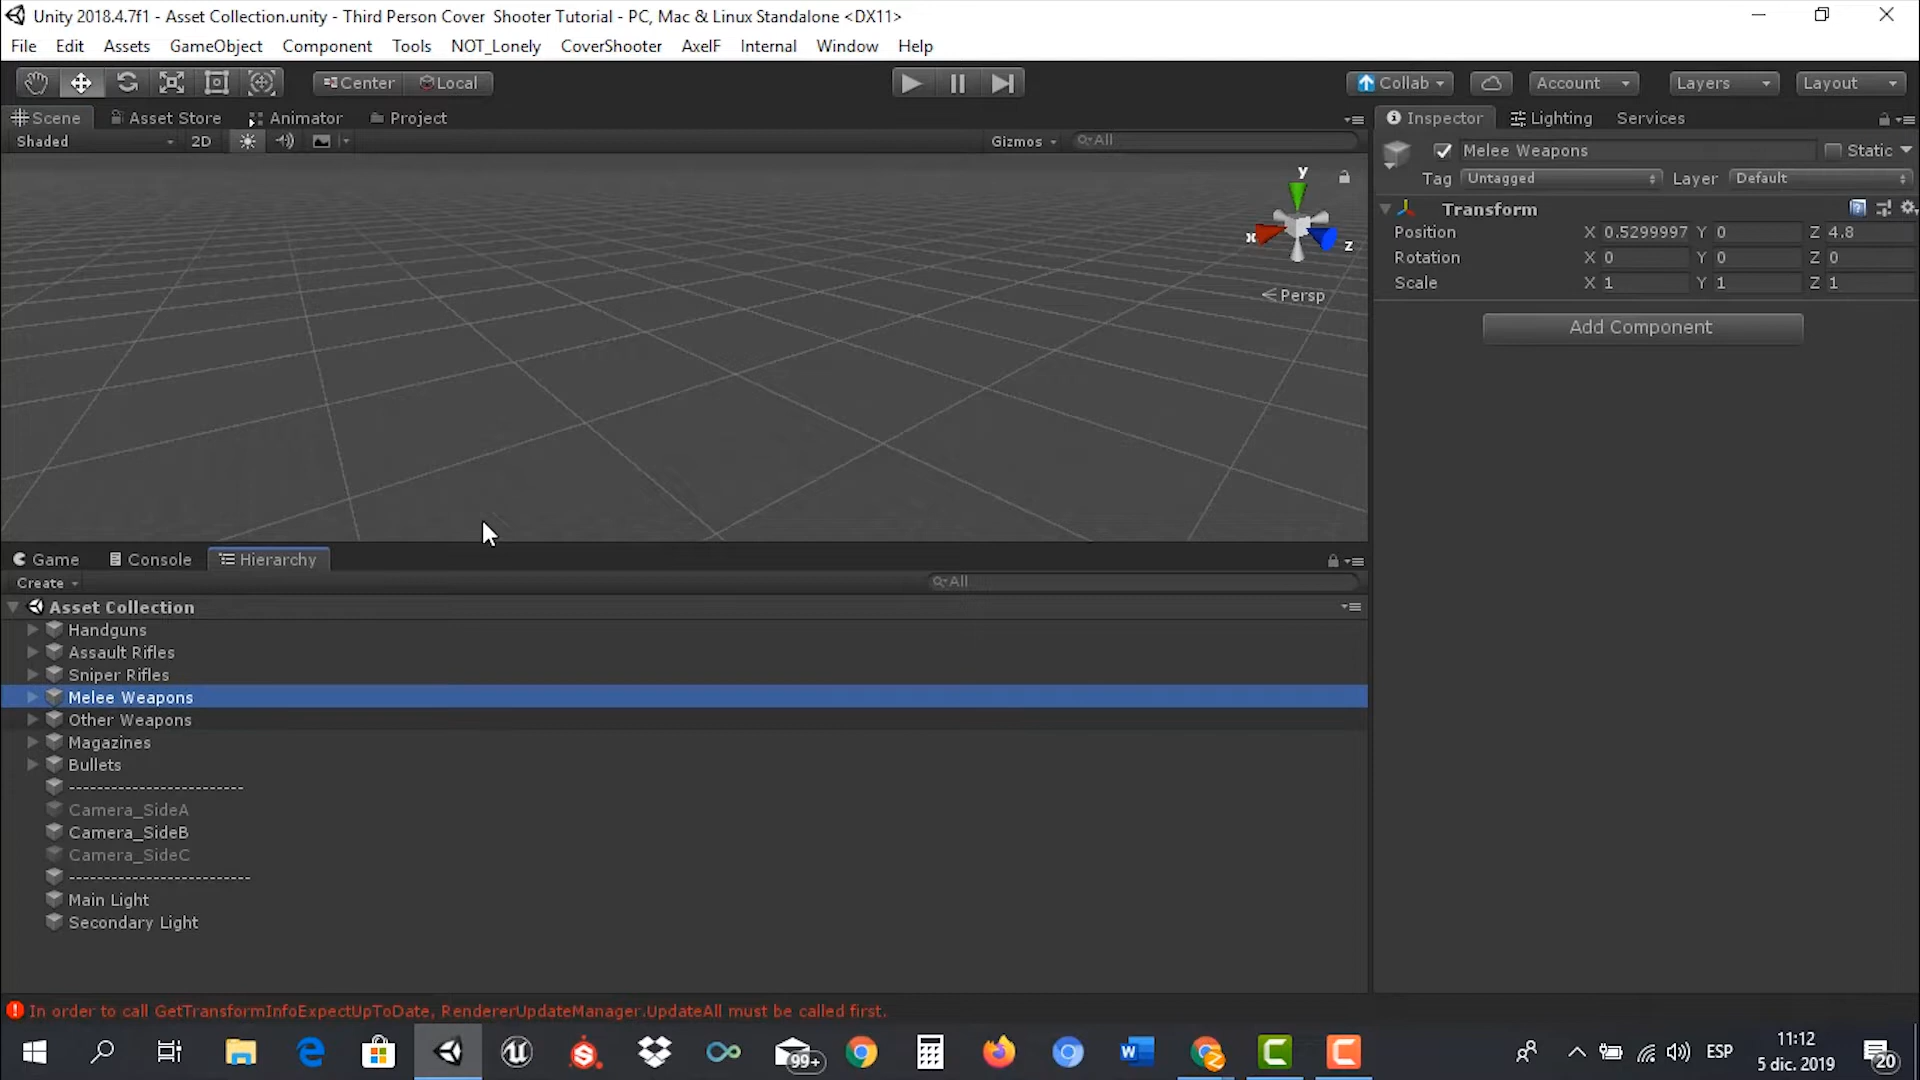 Unity 2018.4.7f1 - Asset Collection.unity - Third Person Cover  Shooter Tutorial - PC, Mac & Linux Standalone <DX11>
File Edit Assets GameObject Component Tools NOT_Lonely CoverShooter AxelF Internal Window Help
Center Local Collab Account Layers Layout
Scene Asset Store Animator Project
Shaded 2D Gizmos All
y
x
z
Persp
Inspector Lighting Services
Melee Weapons Static
Tag Untagged Layer Default
Transform
Position X 0.5299997 Y 0 Z 4.8
Rotation X 0 Y 0 Z 0
Scale X 1 Y 1 Z 1
Add Component
Game Console Hierarchy
Create All
Asset Collection
Handguns
Assault Rifles
Sniper Rifles
Melee Weapons
Other Weapons
Magazines
Bullets
-------------------------
Camera_SideA
Camera_SideB
Camera_SideC
--------------------------
Main Light
Secondary Light
In order to call GetTransformInfoExpectUpToDate, RendererUpdateManager.UpdateAll must be called first.
99+
ESP
11:12
5 dic. 2019
20